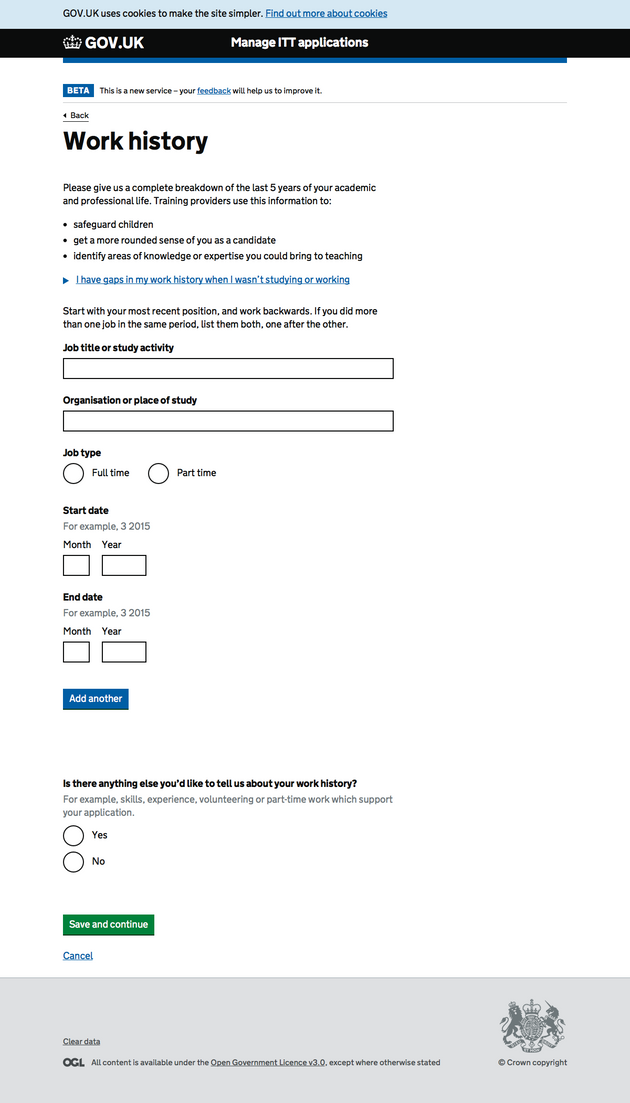 GOV.UK uses cookies to make the site simpler. Find out more about cookies
GOV.UK Manage ITT applications
BETA This is a new service – your feedback will help us to improve it.
Back
Work history
Please give us a complete breakdown of the last 5 years of your academic
and professional life. Training providers use this information to:
• safeguard children
• get a more rounded sense of you as a candidate
• identify areas of knowledge or expertise you could bring to teaching
I have gaps in my work history when I wasn't studying or working
Start with your most recent position, and work backwards. If you did more
than one job in the same period, list them both, one after the other.
Job title or study activity
Organisation or place of study
Job type
Full time Part time
Start date
For example, 3 2015
Month Year
End date
For example, 3 2015
Month Year
Add another
Is there anything else you'd like to tell us about your work history?
For example, skills, experience, volunteering or part-time work which support
your application.
Yes
No
Save and continue
Cancel
Clear data
OGL All content is available under the Open Government Licence v3.0, except where otherwise stated
© Crown copyright